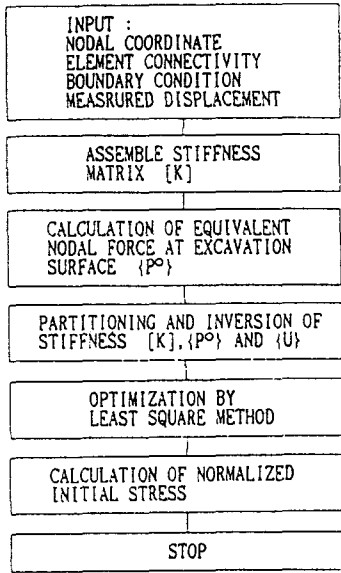 INPUT :
NODAL COORDINATE
ELEMENT CONNECTIVITY
BOUNDARY CONDITION
MEASRURED DISPLACEMENT
ASSEMBLE STIFFNESS
MATRIX [K]
CALCULATION OF EQUIVALENT
NODAL FORCE AT EXCAVATION
SURFACE {P°}
PARTITIONING AND INVERSION OF
STIFFNESS [K],{P°} AND {U}
OPTIMIZATION BY
LEAST SQUARE METHOD
CALCULATION OF NORMALIZED
INITIAL STRESS
STOP